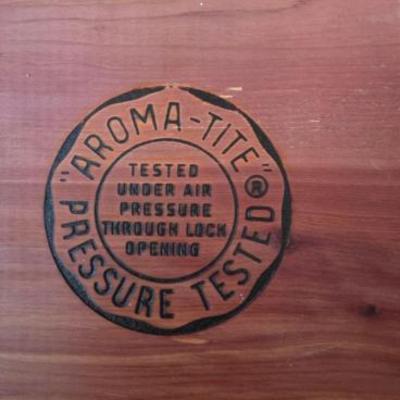 "AROMA-TITE"®
PRESSURE TESTED
TESTED
UNDER AIR
PRESSURE
THROUGH LOCK
OPENING